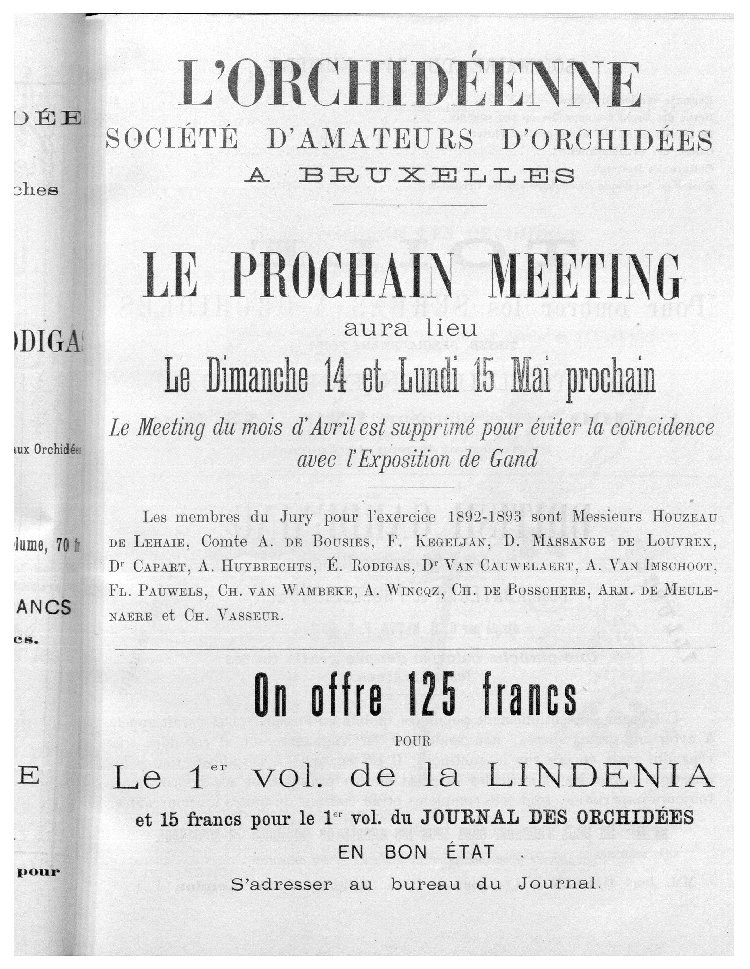 L'ORCHIDÉENNE
SOCIÉTÉ D'AMATEURS D'ORCHIDÉES
A BRUXELLES
LE PROCHAIN MEETING
aura lieu
Le Dimanche 14 et Lundi 15 Mai prochain
Le Meeting du mois d'Avril est supprimé pour éviter la coïncidence
avec l'Exposition de Gand
Les membres du Jury pour l'exercice 1892-1893 sont Messieurs HOUZEAU
DE LEHAIE, Comte A. DE BOUSIES, F. KEGELJAN, D. MASSANGE DE LOUVREX,
Dr CAPART, A. HUYBRECHTS, É. RODIGAS, Dr VAN CAUWELAERT, A. VAN IMSCHOOT,
FL. PAUWELS, CH. VAN WAMBEKE, A. WINCQZ, CH. DE BOSSCHERE, ARM. DE MEULE-
NAERE et CH. VASSEUR.
On offre 125 francs
POUR
Le 1er vol. de la LINDENIA
et 15 francs pour le 1er vol. du JOURNAL DES ORCHIDÉES
EN BON ÉTAT
S'adresser au bureau du Journal.
DÉE
ches
ODIGAS
aux Orchidées
lume, 70 fr
ANCS
es.
E
pour